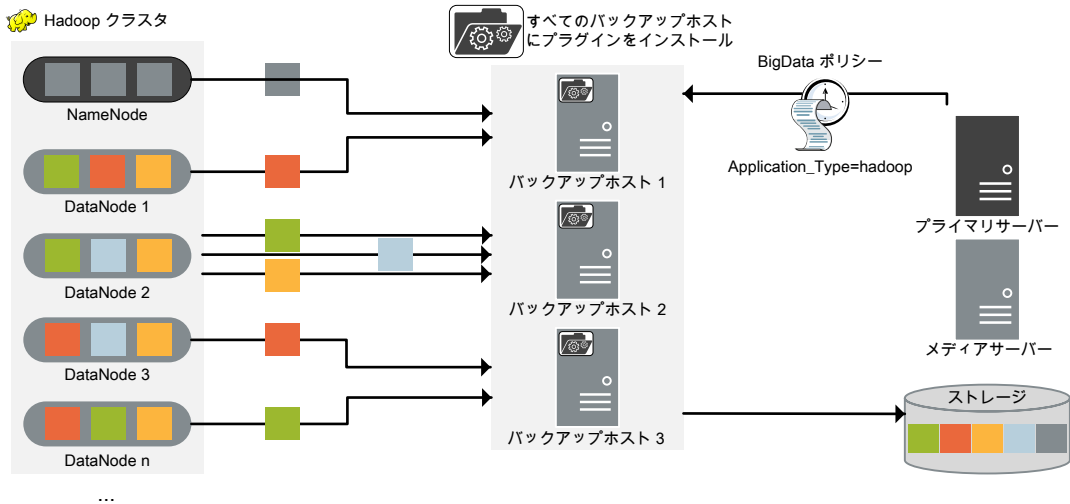 Hadoop クラスタ
すべてのバックアップホスト
にプラグインをインストール
BigData ポリシー
NameNode
DataNode 1
DataNode 2
DataNode 3
DataNode n
...
バックアップホスト 1
バックアップホスト 2
バックアップホスト 3
Application_Type=hadoop
プライマリサーバー
メディアサーバー
ストレージ